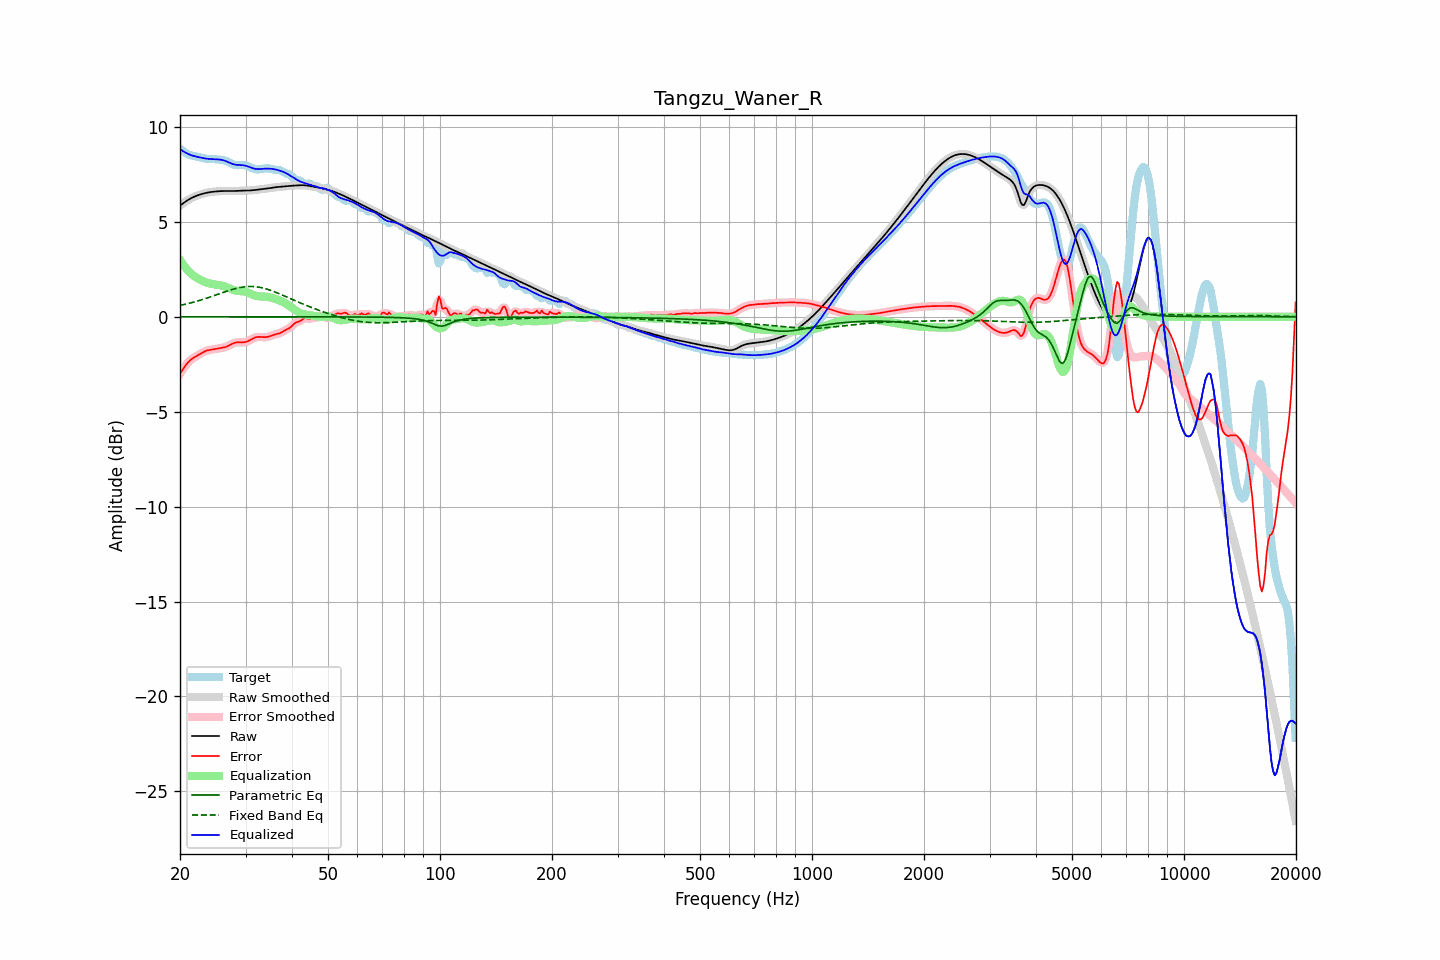 Tangzu_Waner_R
10
5
0
−5
−10
−15
−20
−25
Amplitude (dBr)
Target
Raw Smoothed
Error Smoothed
Raw
Error
Equalization
Parametric Eq
Fixed Band Eq
Equalized
20 50 100 200 500 1000 2000 5000 10000 20000
Frequency (Hz)